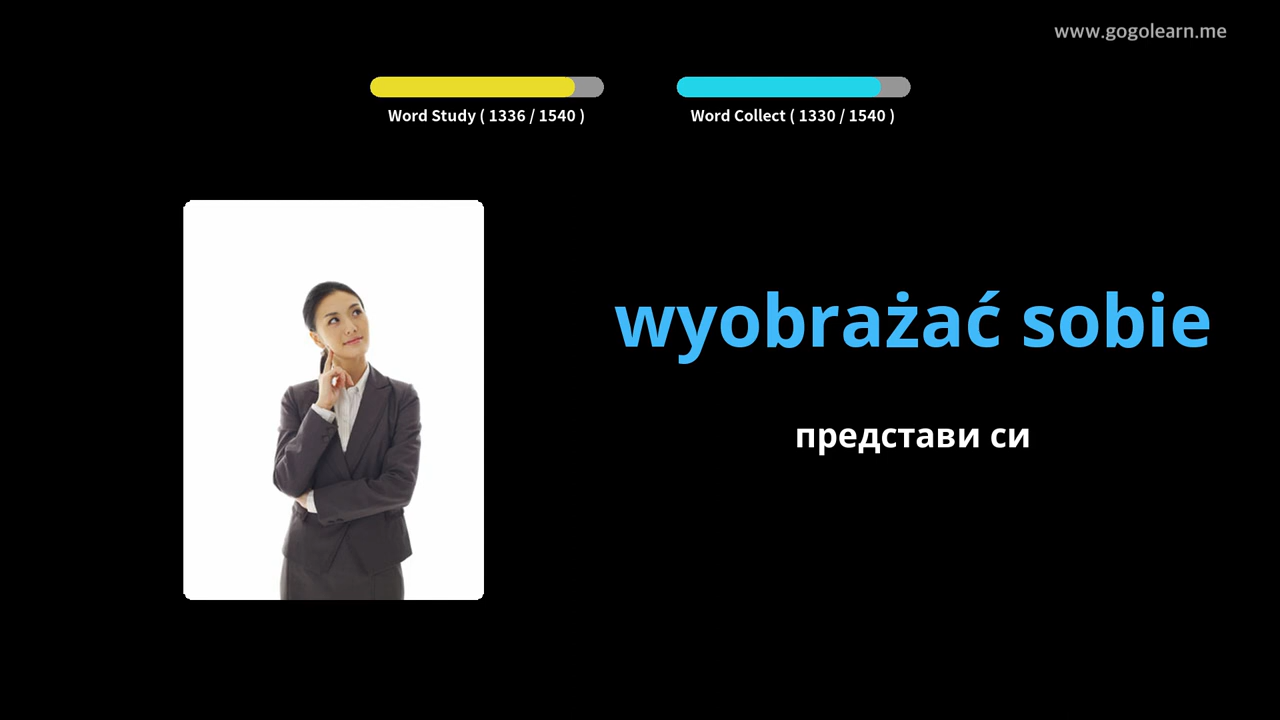 www.gogolearn.me
Word Study ( 1336 / 1540 )
Word Collect ( 1330 / 1540 )
wyobrażać sobie
представи си